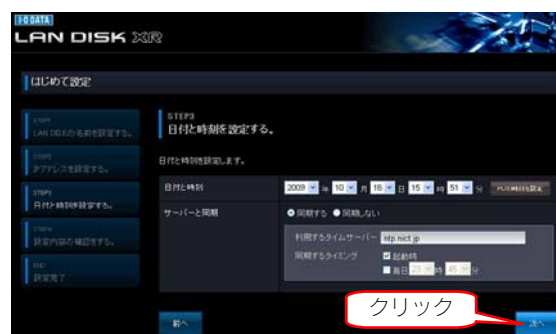 I-O DATA
LAN DISK XR
はじめて設定
STEP1
LAN DISKの名前を設定する。
STEP2
IPアドレスを設定する。
STEP3
日付と時刻を設定する。
STEP4
設定内容の確認をする。
END
設定完了
STEP3
日付と時刻を設定する。
日付と時刻を設定します。
日付と時刻 2009 年 10 月 16 日 15 時 51 分
サーバーと同期 同期する 同期しない
利用するタイムサーバー ntp.nict.jp
同期するタイミング 起動時
毎日 23 時 45 分
クリック
前へ 次へ